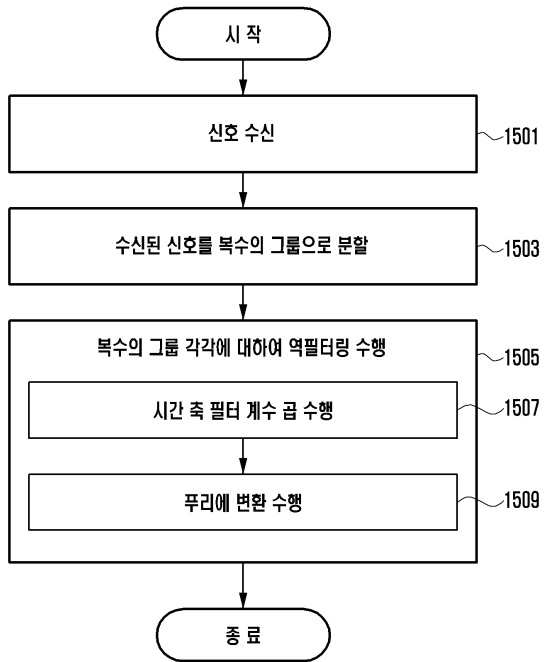 시 작
신호 수신
1501
수신된 신호를 복수의 그룹으로 분할
1503
복수의 그룹 각각에 대하여 역필터링 수행
1505
시간 축 필터 계수 곱 수행
1507
푸리에 변환 수행
1509
종 료